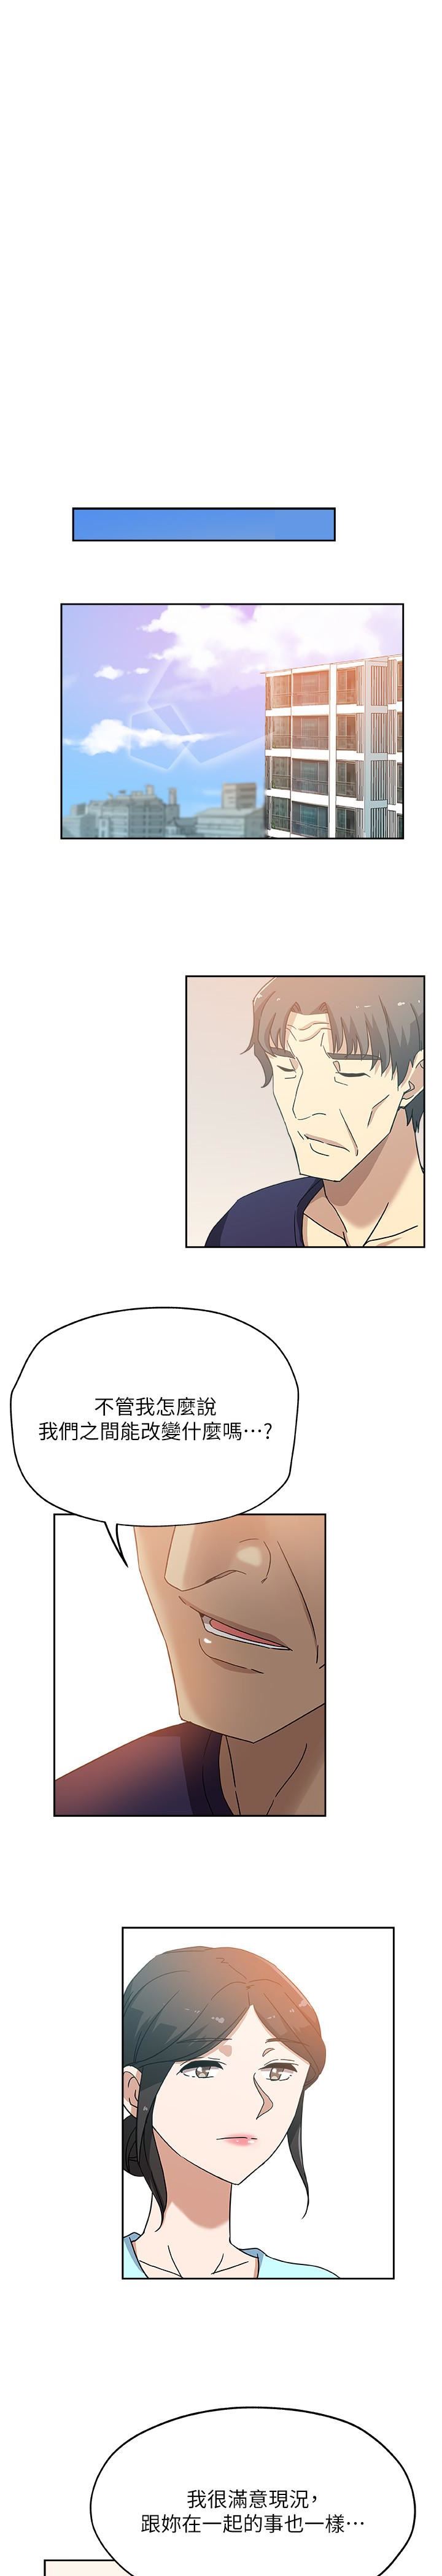 不管我怎麼說
我們之間能改變什麼嗎⋯?
我很滿意現況，
跟妳在一起的事也一樣⋯